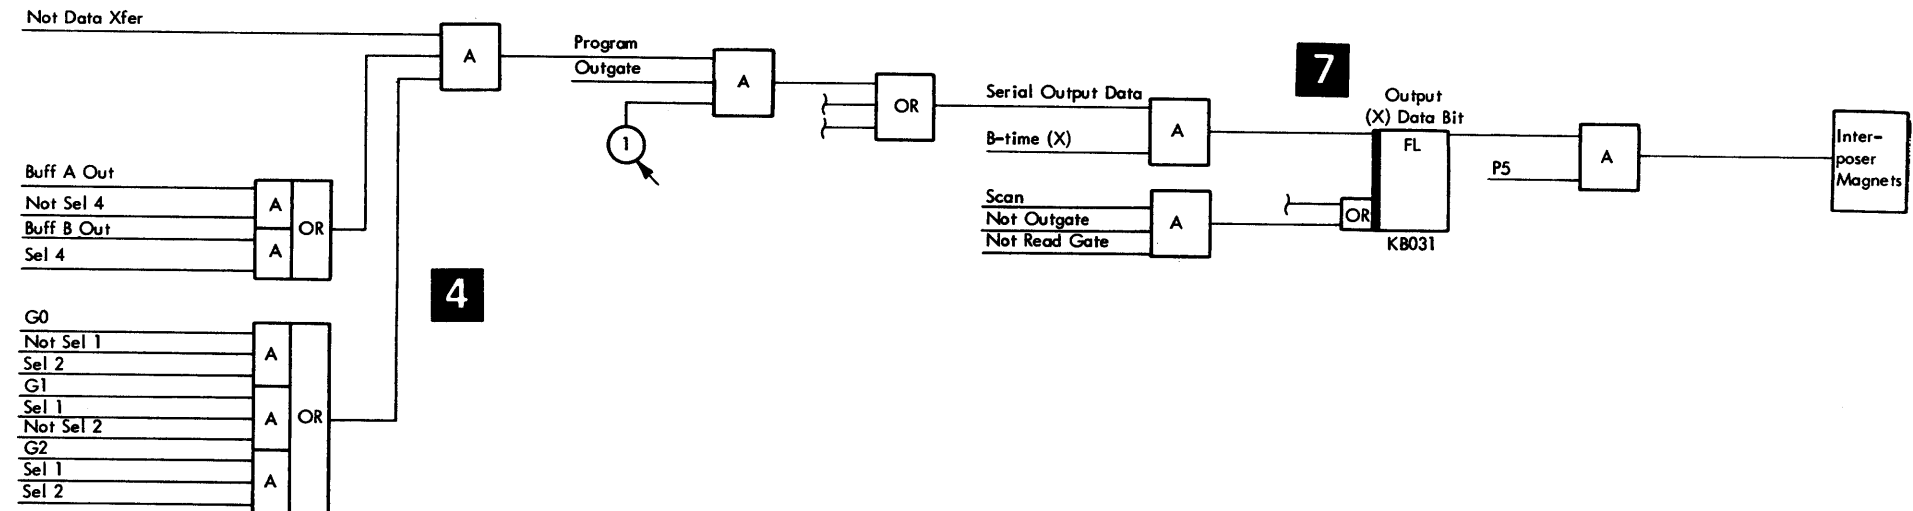 Not Data Xfer
A
Program
Outgate
A
1
OR
Serial Output Data
B-time (X)
A
7
Output
(X) Data Bit
FL
OR
KB031
P5
A
Inter-
poser
Magnets
Scan
Not Outgate
Not Read Gate
A
Buff A Out
Not Sel 4
Buff B Out
Sel 4
A
A
OR
4
G0
Not Sel 1
Sel 2
G1
Sel 1
Not Sel 2
G2
Sel 1
Sel 2
A
A
A
OR